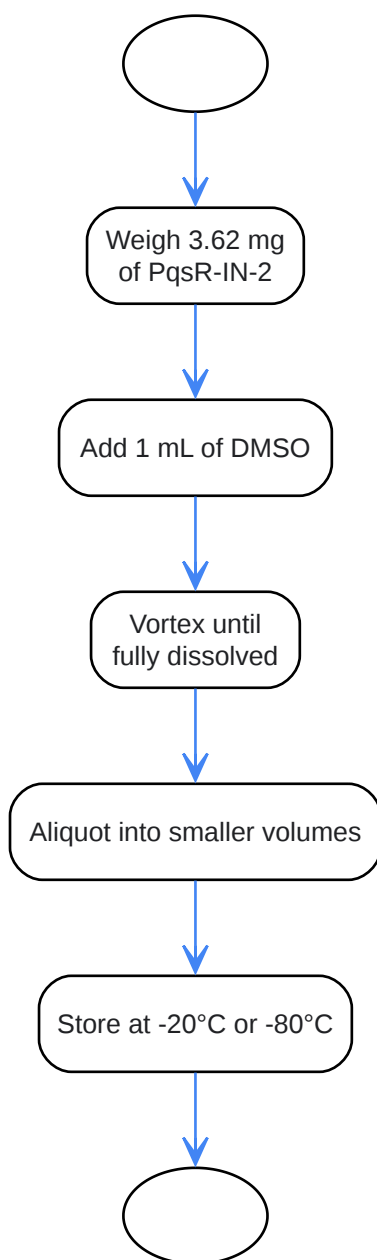 Weigh 3.62 mg
of PqsR-IN-2
Add 1 mL of DMSO
Vortex until
fully dissolved
Aliquot into smaller volumes
Store at -20°C or -80°C